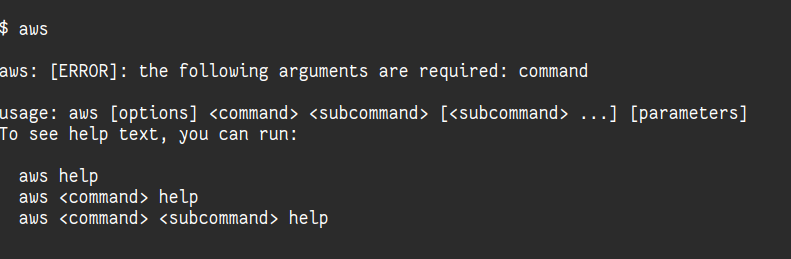 $ aws
aws: [ERROR]: the following arguments are required: command
usage: aws [options] <command> <subcommand> [<subcommand> ...] [parameters]
To see help text, you can run:
aws help
aws <command> help
aws <command> <subcommand> help